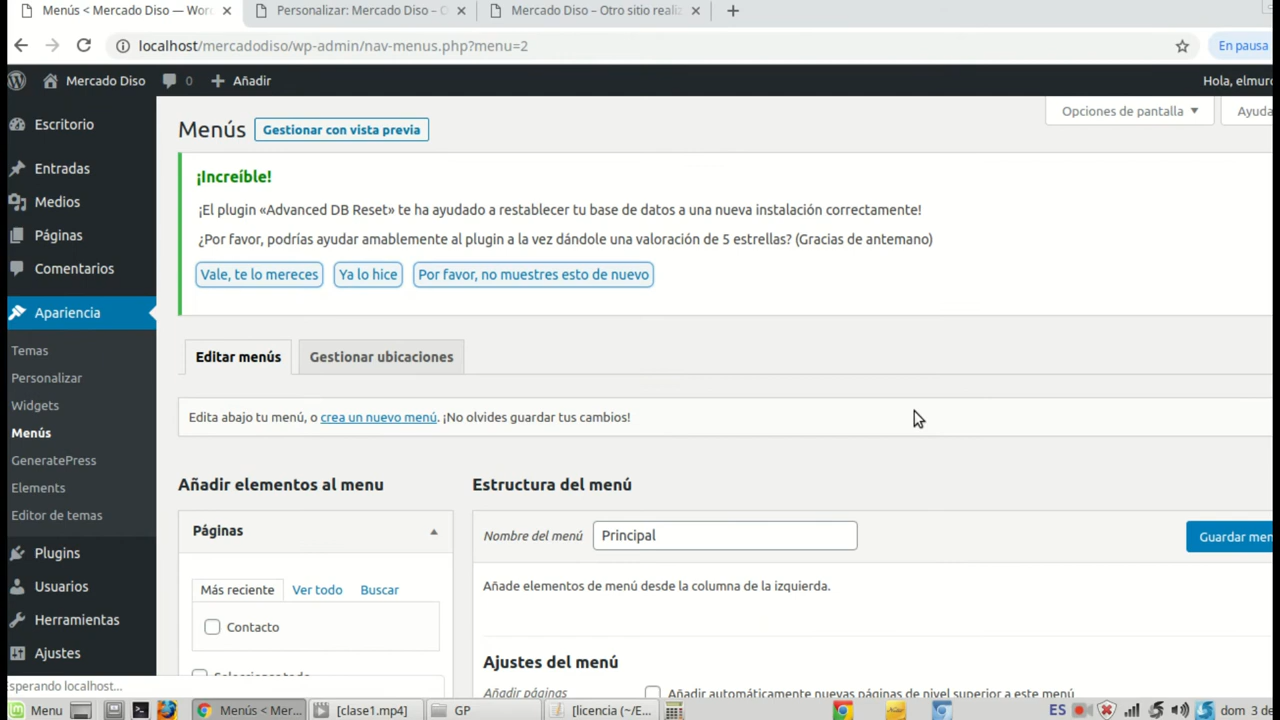 Menús < Mercado Diso — Wor
Personalizar: Mercado Diso –
Mercado Diso – Otro sitio realiz
localhost/mercadodiso/wp-admin/nav-menus.php?menu=2
En pausa
Mercado Diso
0
Añadir
Hola, elmur
Escritorio
Entradas
Medios
Páginas
Comentarios
Apariencia
Temas
Personalizar
Widgets
Menús
GeneratePress
Elements
Editor de temas
Plugins
Usuarios
Herramientas
Ajustes
Opciones de pantalla
Ayuda
Menús
Gestionar con vista previa
¡Increíble!
¡El plugin «Advanced DB Reset» te ha ayudado a restablecer tu base de datos a una nueva instalación correctamente!
¿Por favor, podrías ayudar amablemente al plugin a la vez dándole una valoración de 5 estrellas? (Gracias de antemano)
Vale, te lo mereces
Ya lo hice
Por favor, no muestres esto de nuevo
Editar menús
Gestionar ubicaciones
Edita abajo tu menú, o crea un nuevo menú. ¡No olvides guardar tus cambios!
Añadir elementos al menu
Páginas
Más reciente
Ver todo
Buscar
Contacto
Estructura del menú
Nombre del menú
Principal
Guardar men
Añade elementos de menú desde la columna de la izquierda.
Ajustes del menú
Añadir páginas
Añadir automáticamente nuevas páginas de nivel superior a este menú
sperando localhost...
Menu
Menús < Mer...
[clase1.mp4]
GP
[licencia (~/E...
ES
dom 3 de